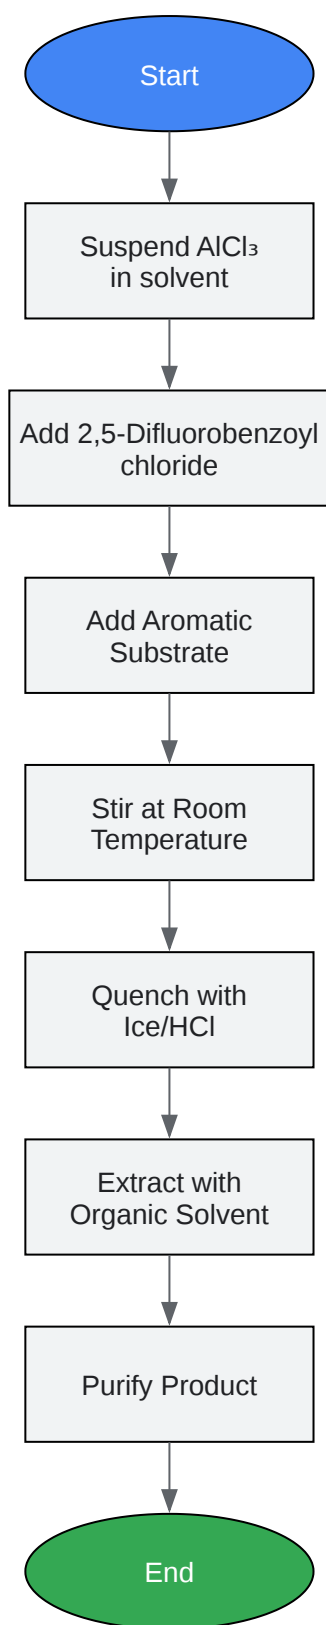 Start
Suspend AlCl₃
in solvent
Add 2,5-Difluorobenzoyl
chloride
Add Aromatic
Substrate
Stir at Room
Temperature
Quench with
Ice/HCl
Extract with
Organic Solvent
Purify Product
End